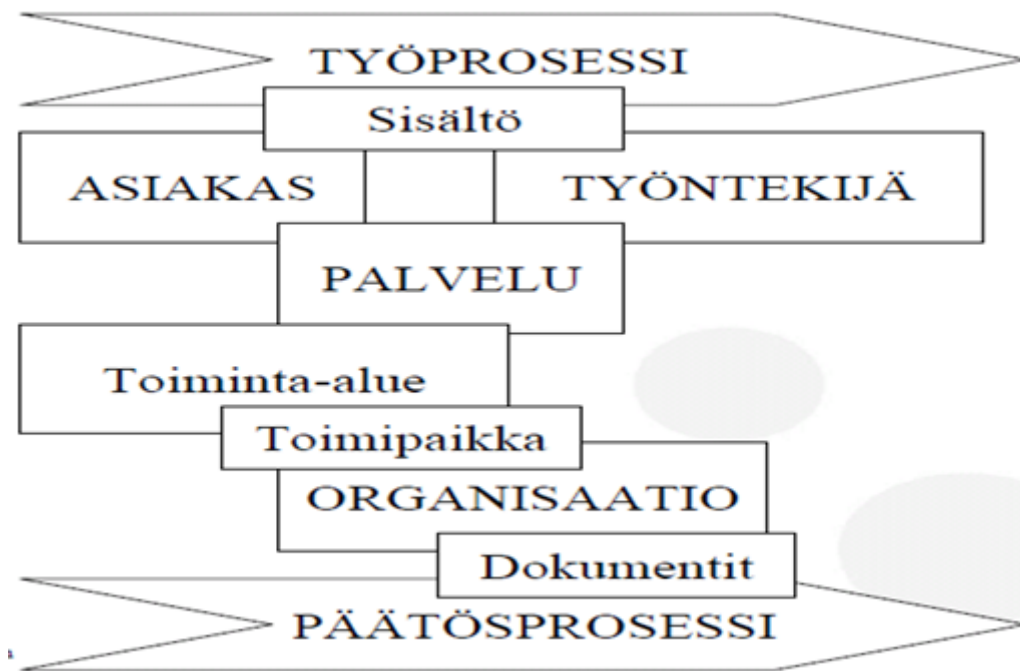 TYÖPROSESSI
Sisältö
ASIAKAS
TYÖNTEKIJÄ
PALVELU
Toiminta-alue
Toimipaikka
ORGANISAATIO
Dokumentit
PÄÄTÖSPROSESSI